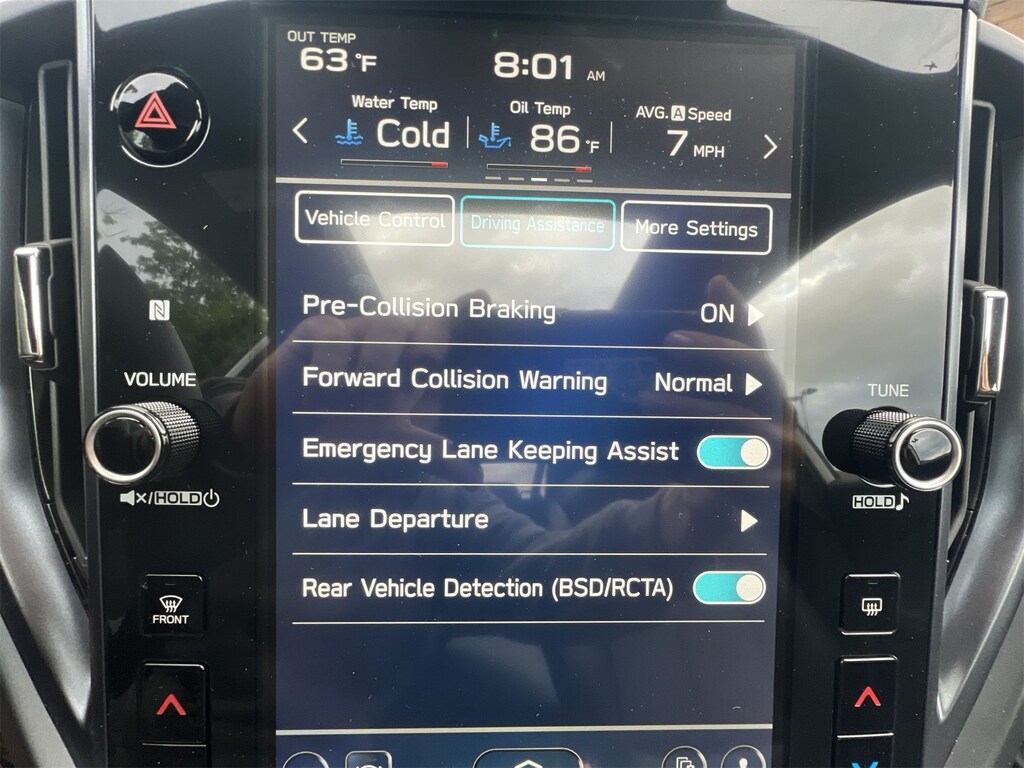 OUT TEMP
63 °F
8:01 AM
Water Temp
Cold
Oil Temp
86 °F
AVG. A Speed
7 MPH
Vehicle Control
Driving Assistance
More Settings
Pre-Collision Braking ON
Forward Collision Warning Normal
Emergency Lane Keeping Assist
Lane Departure
Rear Vehicle Detection (BSD/RCTA)
VOLUME
/HOLD
FRONT
TUNE
HOLD